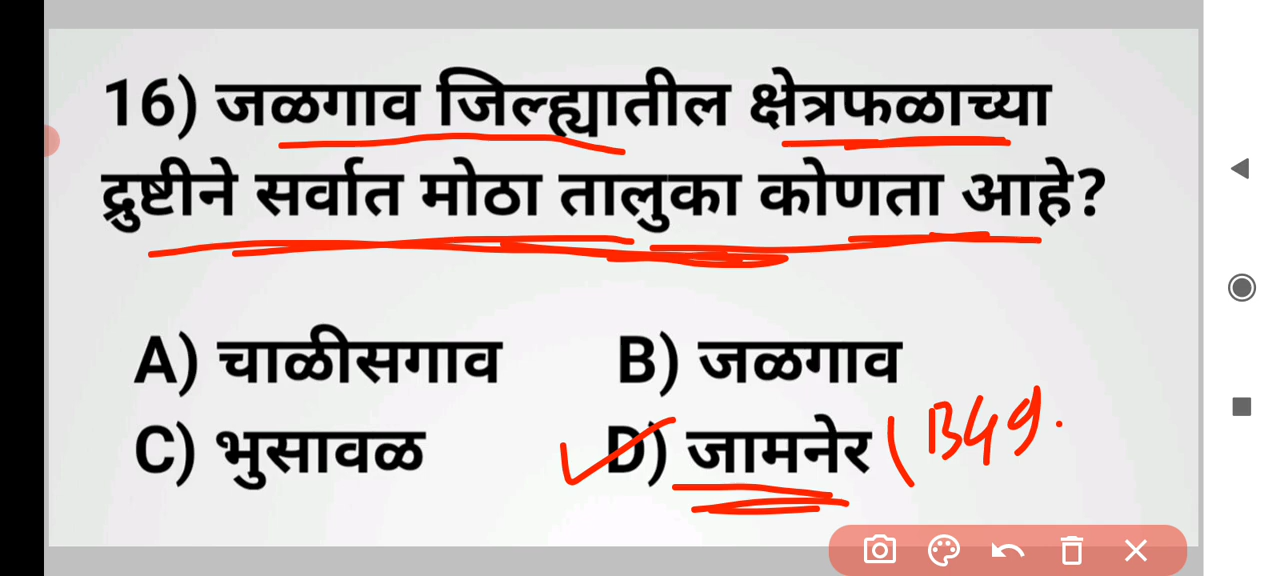 16) जळगाव जिल्ह्यातील क्षेत्रफळाच्या
द्रुष्टीने सर्वात मोठा तालुका कोणता आहे?
A) चाळीसगाव B) जळगाव
C) भुसावळ D) जामनेर (1349.